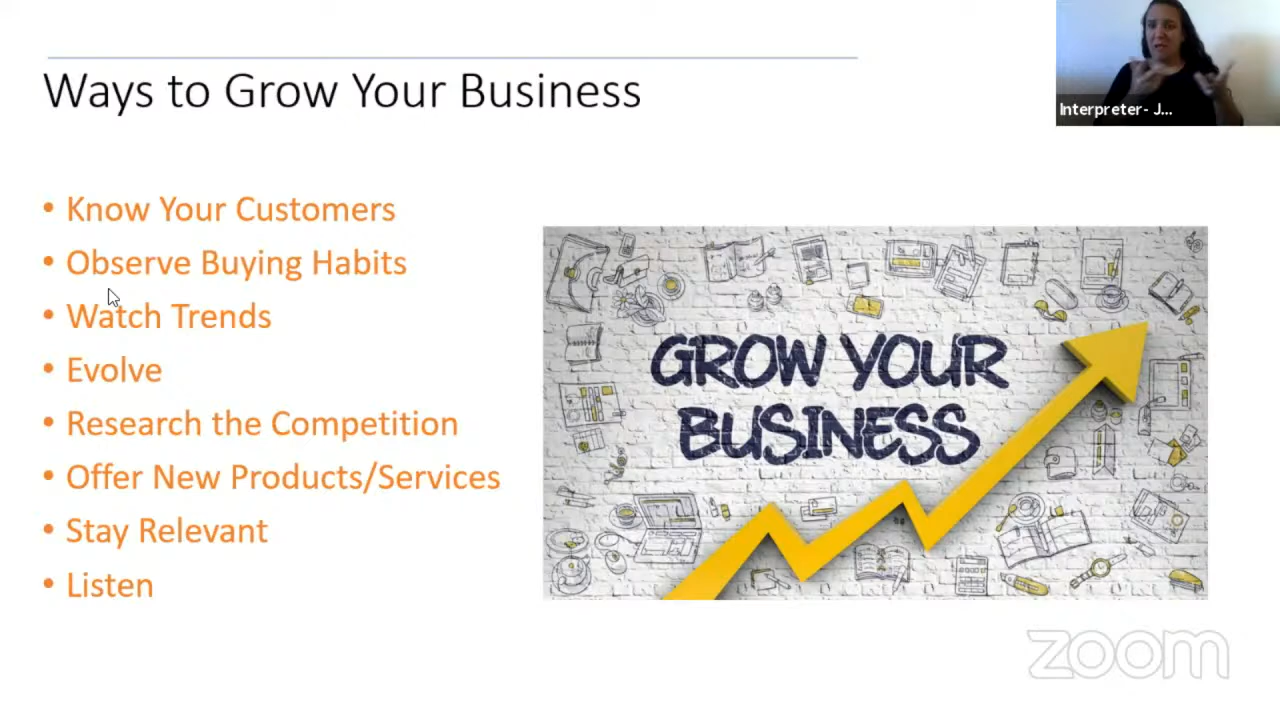 Ways to Grow Your Business
Interpreter- J...
• Know Your Customers
• Observe Buying Habits
• Watch Trends
• Evolve
• Research the Competition
• Offer New Products/Services
• Stay Relevant
• Listen
GROW YOUR
BUSINESS
zoom